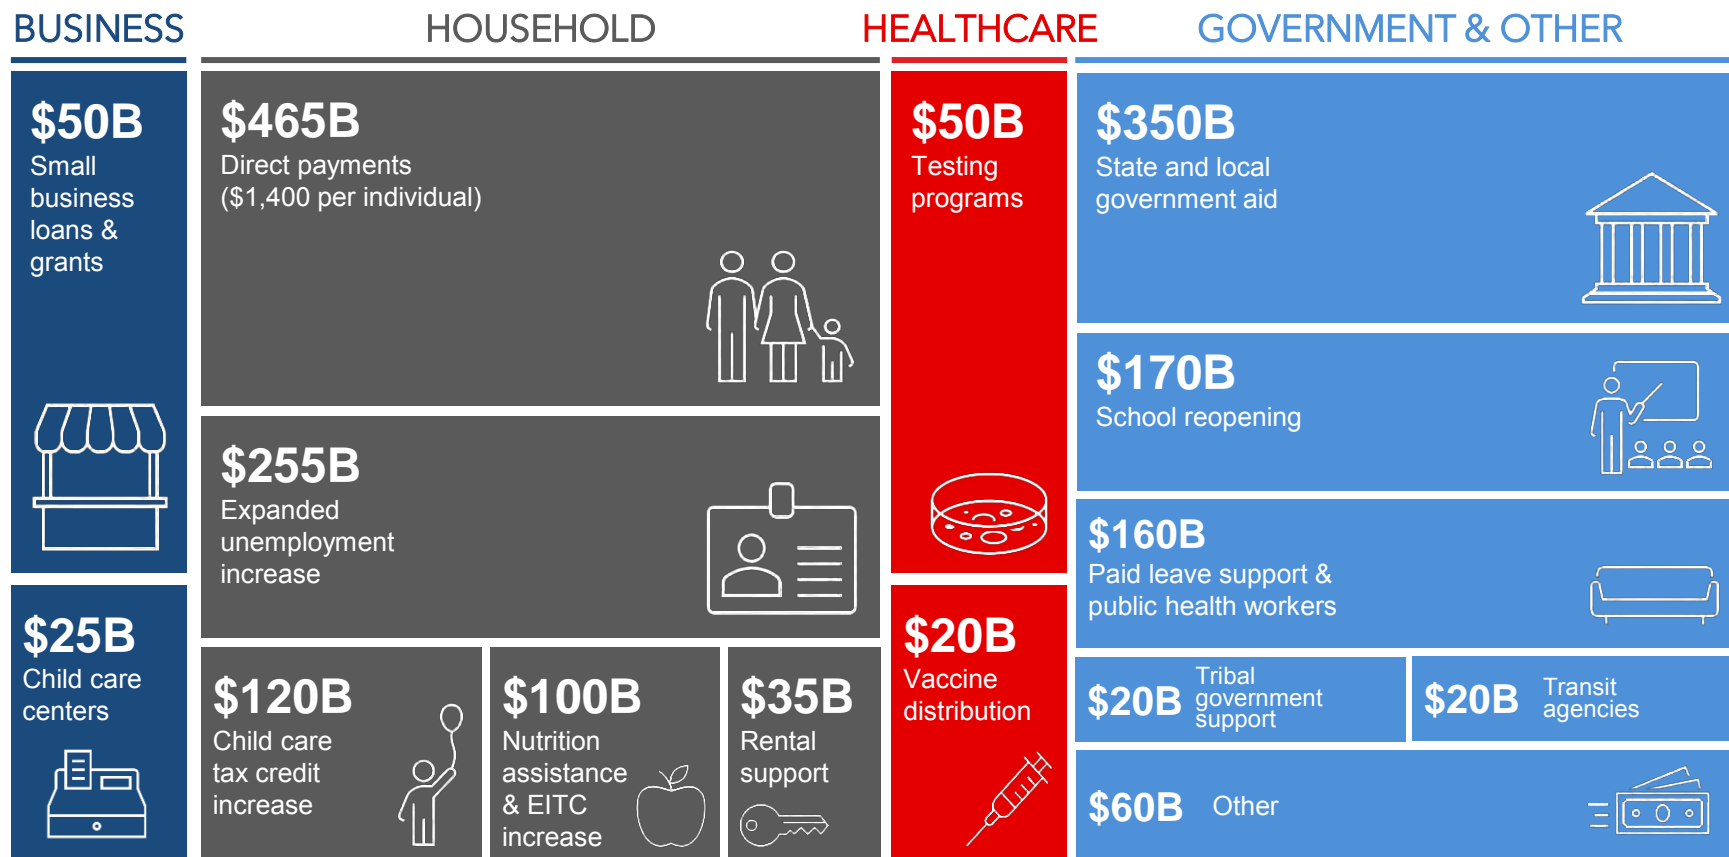 BUSINESS
HOUSEHOLD
HEALTHCARE
GOVERNMENT & OTHER
$50B
Small
business
loans &
grants
$25B
Child care
centers
$465B
Direct payments
($1,400 per individual)
$255B
Expanded
unemployment
increase
$120B
Child care
tax credit
increase
$100B
Nutrition
assistance
& EITC
increase
$35B
Rental
support
$50B
Testing
programs
$20B
Vaccine
distribution
$350B
State and local
government aid
$170B
School reopening
$160B
Paid leave support &
public health workers
$20B
Tribal
government
support
$20B
Transit
agencies
$60B
Other